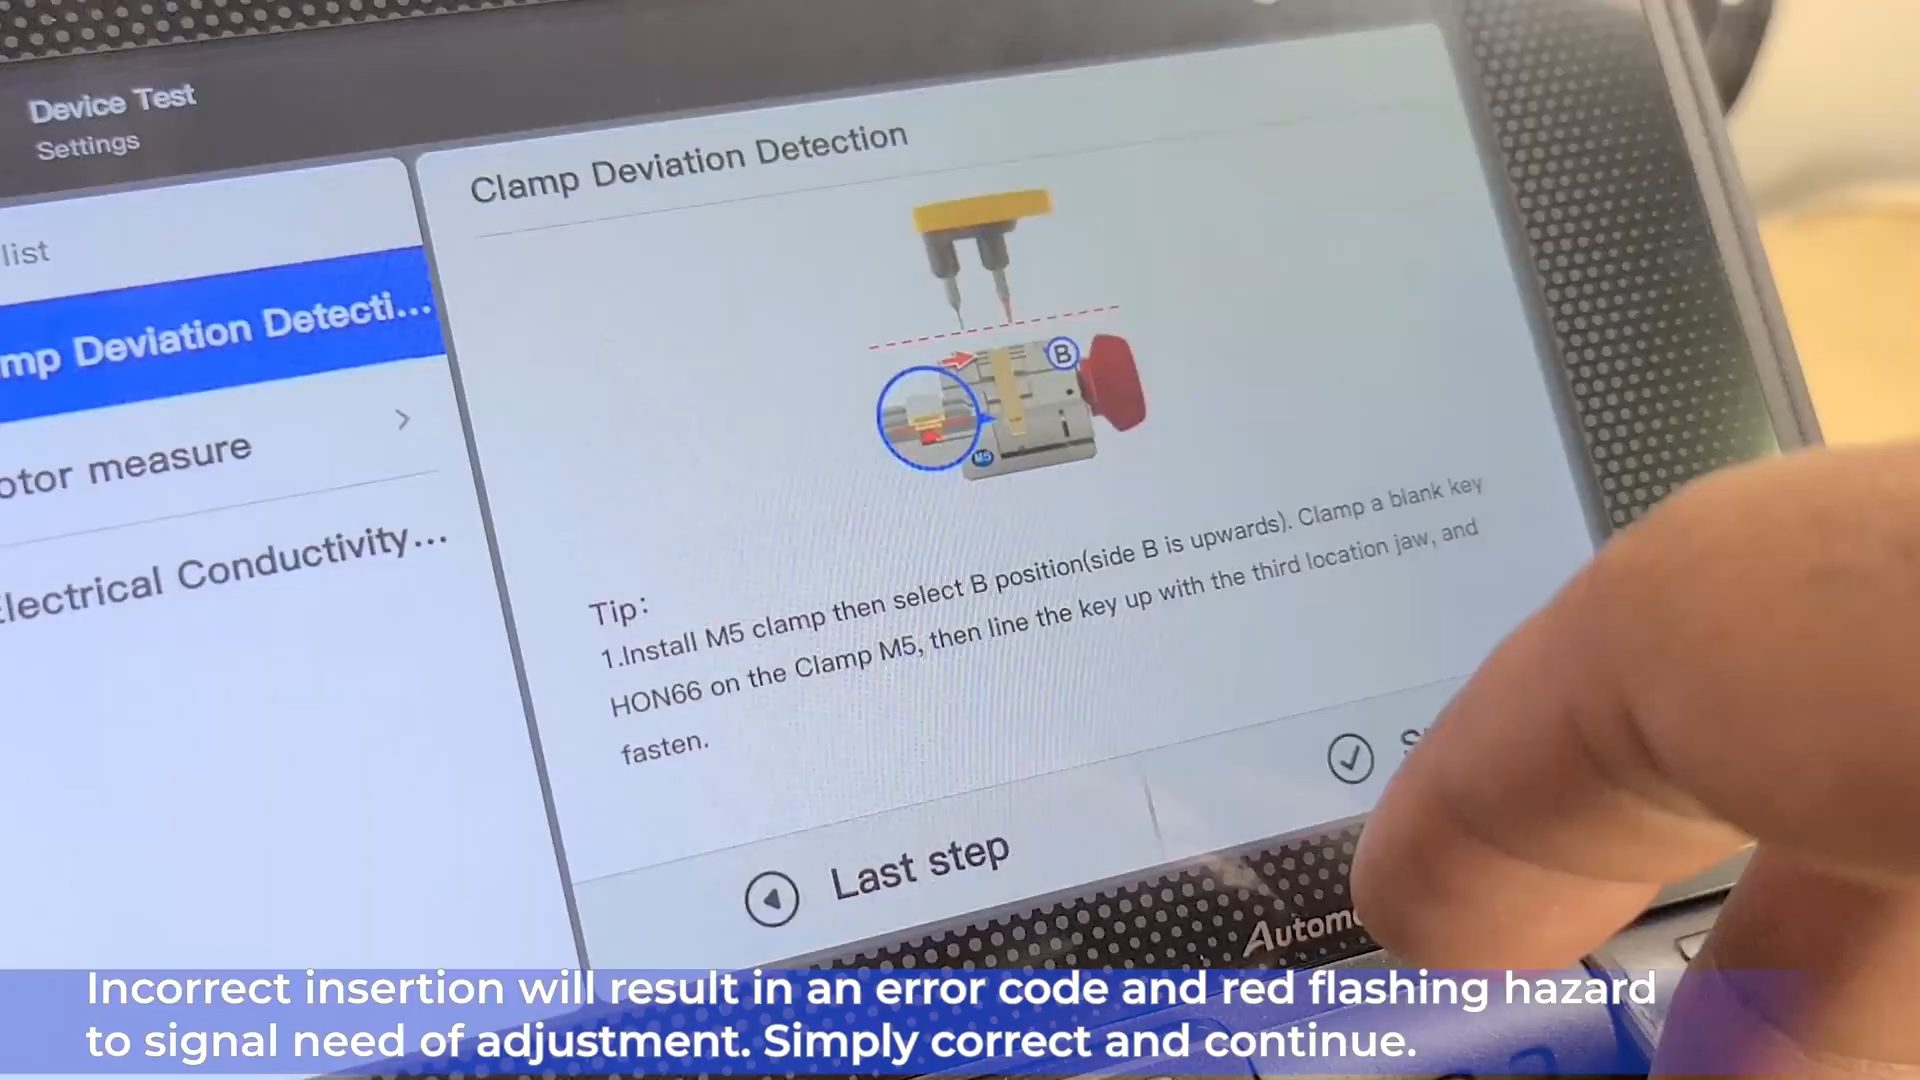 Device Test
Settings
list
mp Deviation Detecti...
otor measure
Electrical Conductivity...
Clamp Deviation Detection
B
M5
Tip:
1.Install M5 clamp then select B position(side B is upwards). Clamp a blank key
HON66 on the Clamp M5, then line the key up with the third location jaw, and
fasten.
Last step
Incorrect insertion will result in an error code and red flashing hazard
to signal need of adjustment. Simply correct and continue.